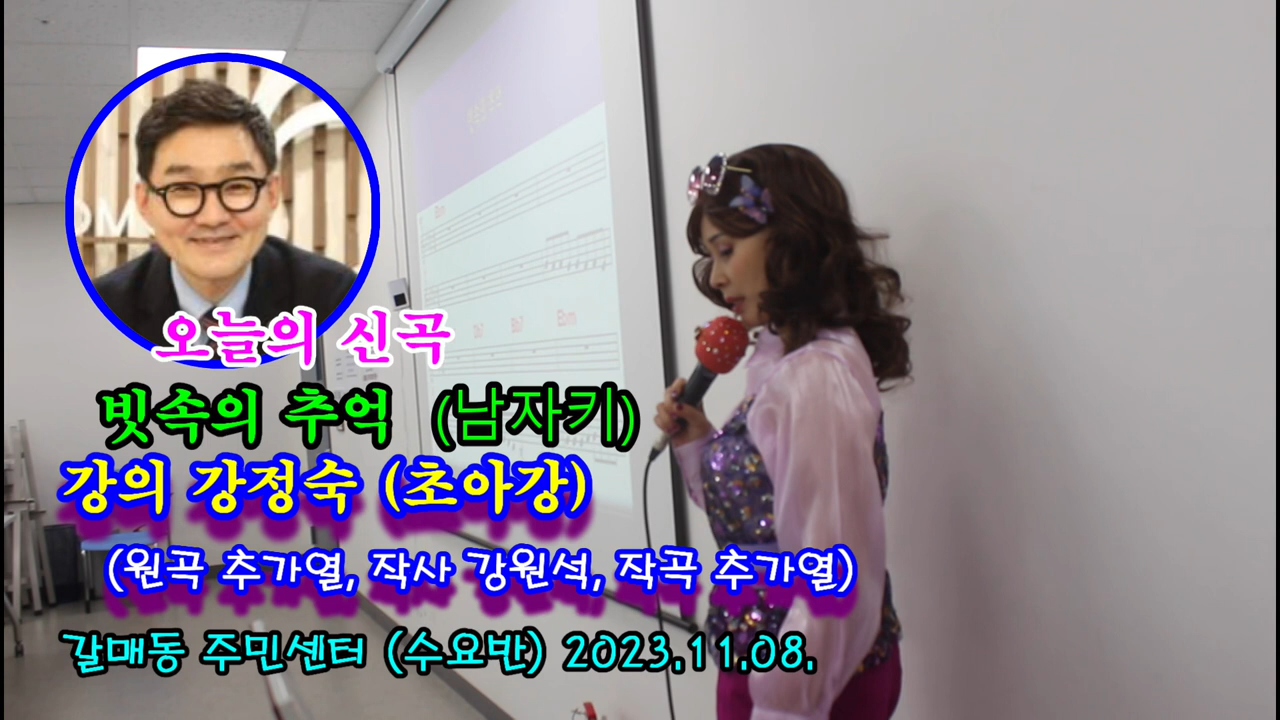 오늘의 신곡
빗속의 추억 (남자키)
강의 강정숙 (초아강)
(원곡 추가열, 작사 강원석, 작곡 추가열)
갈매동 주민센터 (수요반) 2023.11.08.
Bb7
Ebm